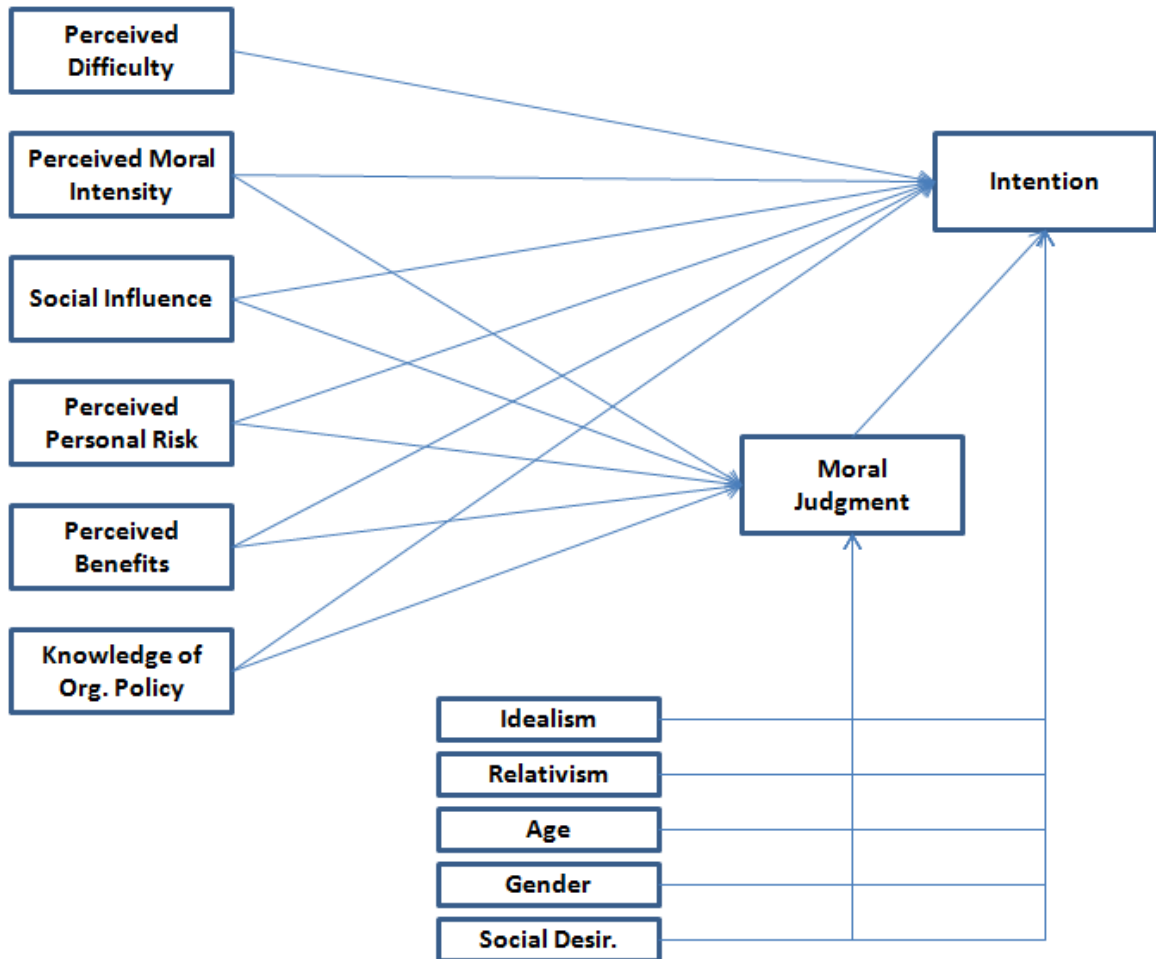 Perceived
Difficulty
Perceived Moral
Intensity
Intention
Social Influence
Perceived
Personal Risk
Moral
Judgment
Perceived
Benefits
Knowledge of
Org. Policy
Idealism
Relativism
Age
Gender
Social Desir.